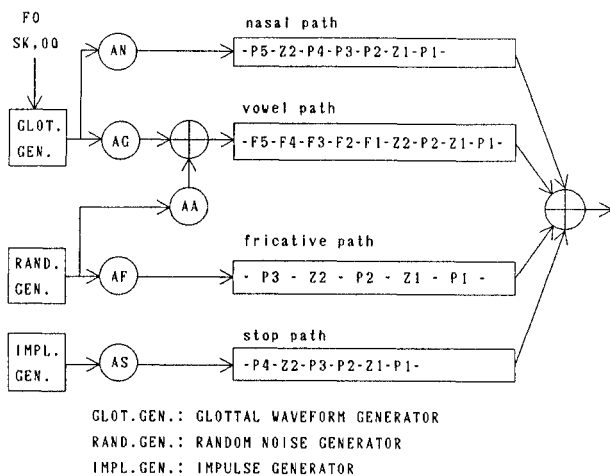 F0
SK,OQ
nasal path
AN
-P5-Z2-P4-P3-P2-Z1-P1-
vowel path
GLOT.
GEN.
AG
-F5-F4-F3-F2-F1-Z2-P2-Z1-P1-
AA
fricative path
RAND.
GEN.
AF
- P3 - Z2 - P2 - Z1 - P1 -
stop path
IMPL.
GEN.
AS
-P4-Z2-P3-P2-Z1-P1-
GLOT.GEN.: GLOTTAL WAVEFORM GENERATOR
RAND.GEN.: RANDOM NOISE GENERATOR
IMPL.GEN.: IMPULSE GENERATOR